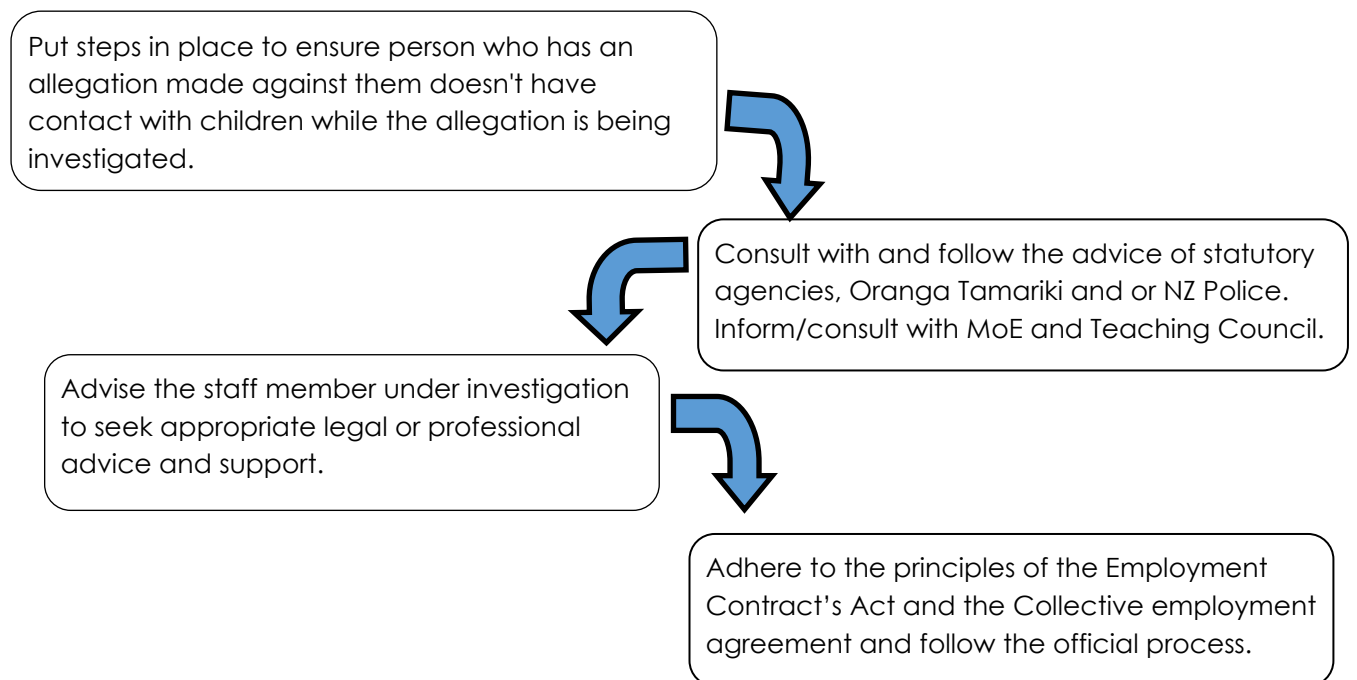 Put steps in place to ensure person who has an
allegation made against them doesn't have
contact with children while the allegation is being
investigated.
Consult with and follow the advice of statutory
agencies, Oranga Tamariki and or NZ Police.
Inform/consult with MoE and Teaching Council.
Advise the staff member under investigation
to seek appropriate legal or professional
advice and support.
Adhere to the principles of the Employment
Contract’s Act and the Collective employment
agreement and follow the official process.